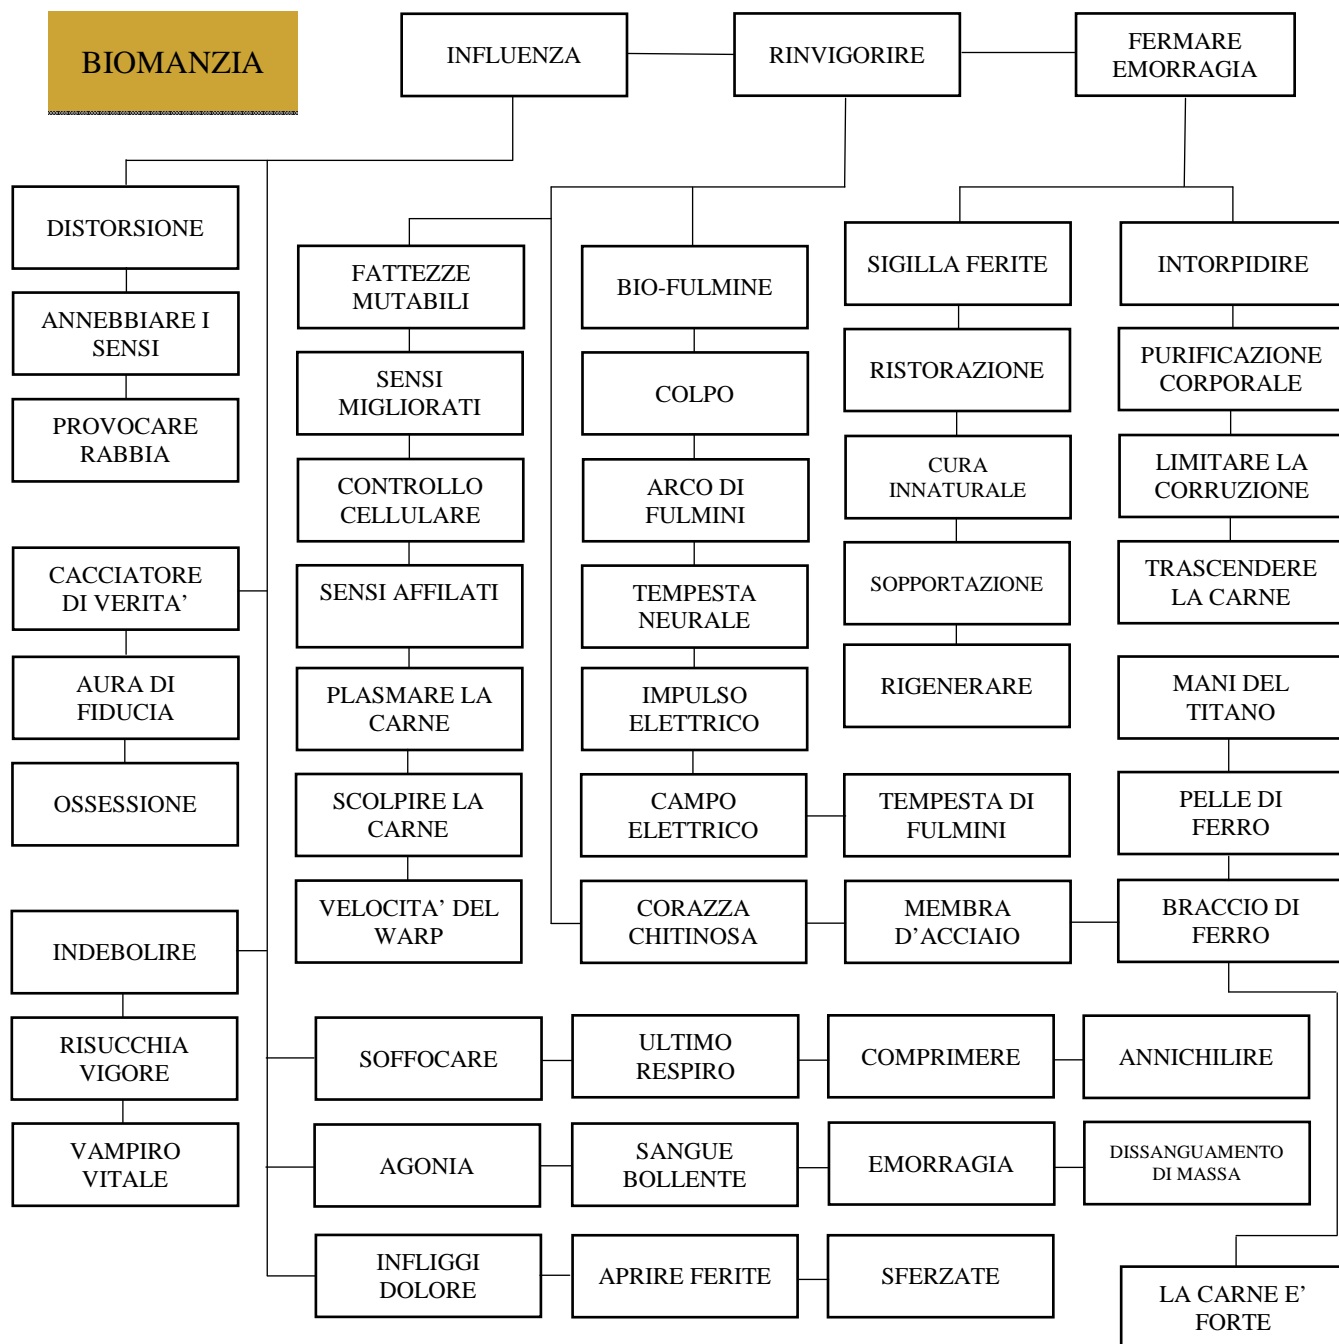 BIOMANZIA
INFLUENZA
RINVIGORIRE
FERMARE
EMORRAGIA
DISTORSIONE
ANNEBBIARE I
SENSI
PROVOCARE
RABBIA
CACCIATORE
DI VERITA’
AURA DI
FIDUCIA
OSSESSIONE
INDEBOLIRE
RISUCCHIA
VIGORE
VAMPIRO
VITALE
FATTEZZE
MUTABILI
SENSI
MIGLIORATI
CONTROLLO
CELLULARE
SENSI AFFILATI
PLASMARE LA
CARNE
SCOLPIRE LA
CARNE
VELOCITA’ DEL
WARP
BIO-FULMINE
COLPO
ARCO DI
FULMINI
TEMPESTA
NEURALE
IMPULSO
ELETTRICO
CAMPO
ELETTRICO
TEMPESTA DI
FULMINI
CORAZZA
CHITINOSA
MEMBRA
D’ACCIAIO
BRACCIO DI
FERRO
SIGILLA FERITE
RISTORAZIONE
CURA
INNATURALE
SOPPORTAZIONE
RIGENERARE
INTORPIDIRE
PURIFICAZIONE
CORPORALE
LIMITARE LA
CORRUZIONE
TRASCENDERE
LA CARNE
MANI DEL
TITANO
PELLE DI
FERRO
SOFFOCARE
ULTIMO
RESPIRO
COMPRIMERE
ANNICHILIRE
AGONIA
SANGUE
BOLLENTE
EMORRAGIA
DISSANGUAMENTO
DI MASSA
INFLIGGI
DOLORE
APRIRE FERITE
SFERZATE
LA CARNE E’
FORTE